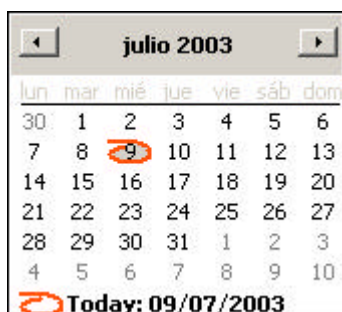 julio 2003
lun mar mié jue vie sáb dom
30 1 2 3 4 5 6
7 8 9 10 11 12 13
14 15 16 17 18 19 20
21 22 23 24 25 26 27
28 29 30 31 1 2 3
4 5 6 7 8 9 10
Today: 09/07/2003